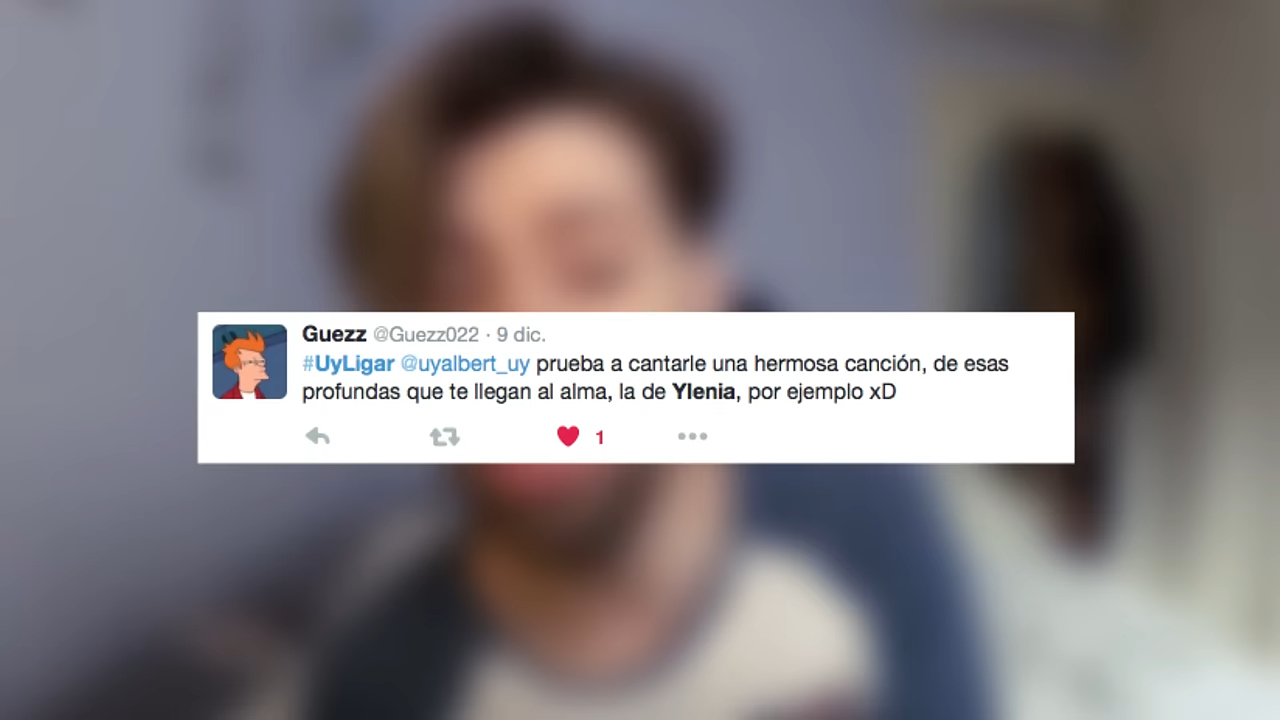 Guezz @Guezz022 · 9 dic.
#UyLigar @uyalbert_uy prueba a cantarle una hermosa canción, de esas
profundas que te llegan al alma, la de Ylenia, por ejemplo xD
1